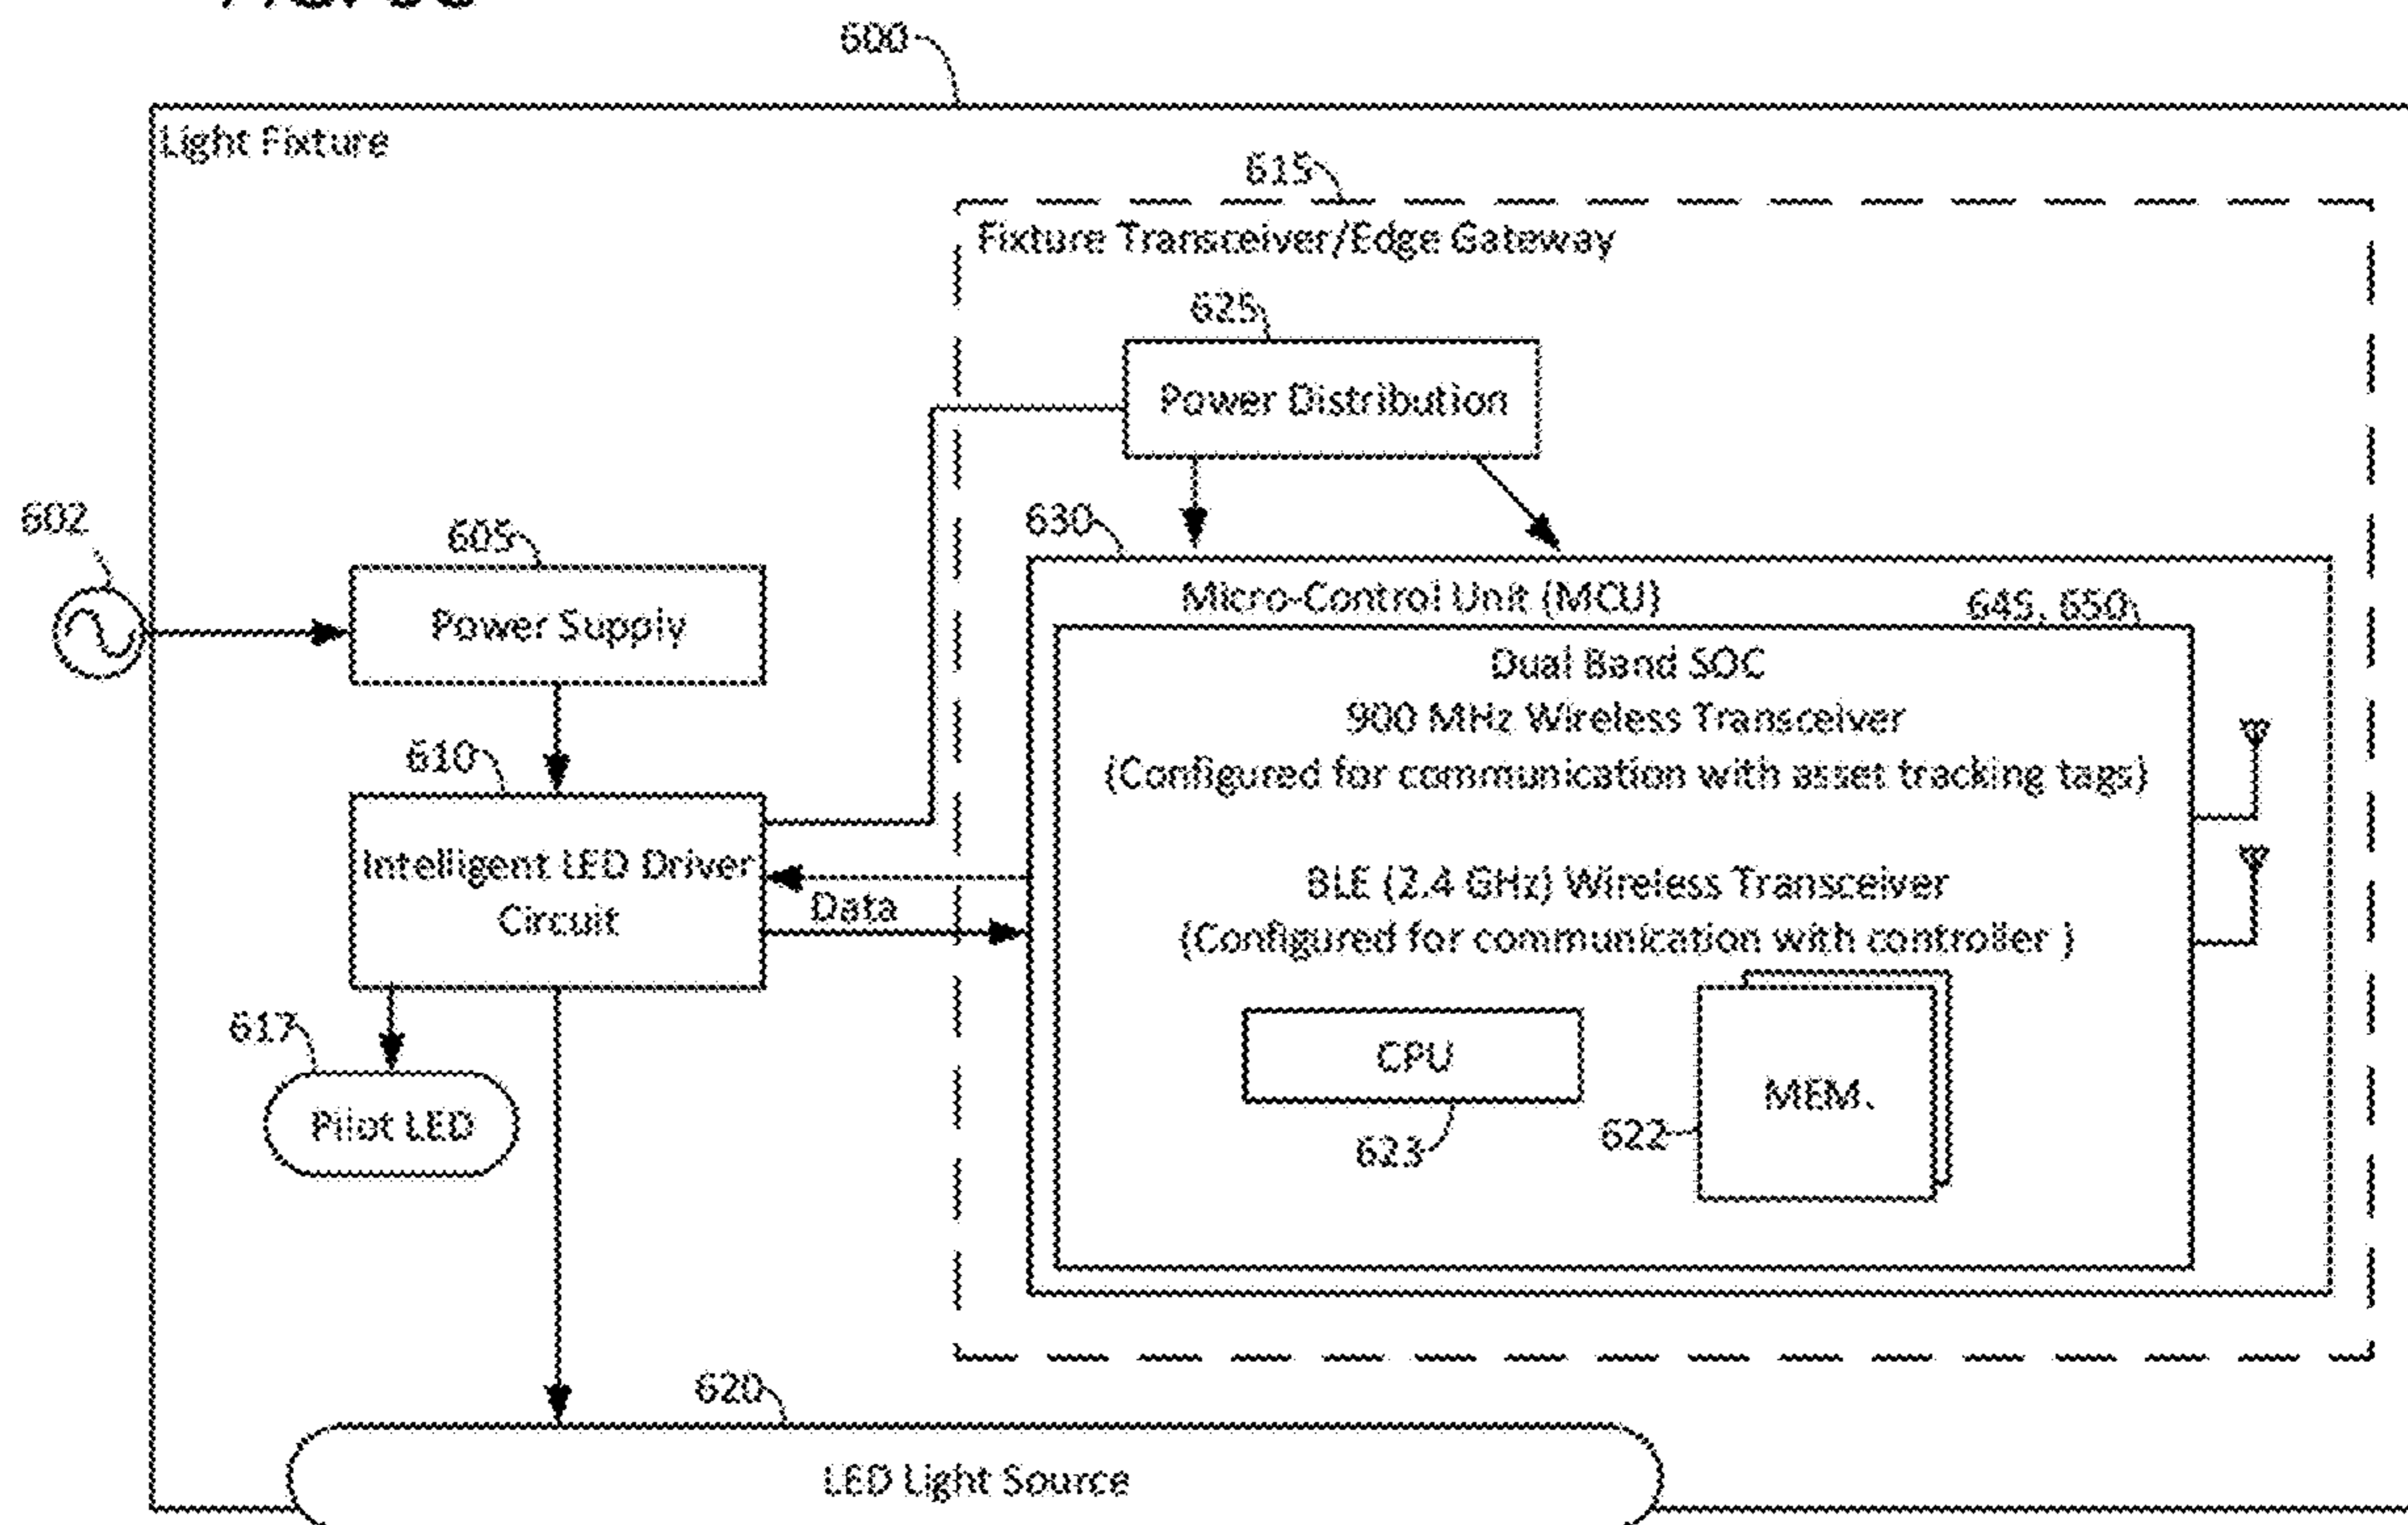 600
Light Fixture
615
Fixture Transceiver/Edge Gateway
625
Power Distribution
602
605
630
Power Supply
Micro-Control Unit (MCU)
645, 650
Dual Band SOC
900 MHz Wireless Transceiver
(Configured for communication with asset tracking tags)
610
Intelligent LED Driver
Circuit
Data
BLE (2.4 GHz) Wireless Transceiver
(Configured for communication with controller )
617
Pilot LED
CPU
623
622
MEM.
620
LED Light Source